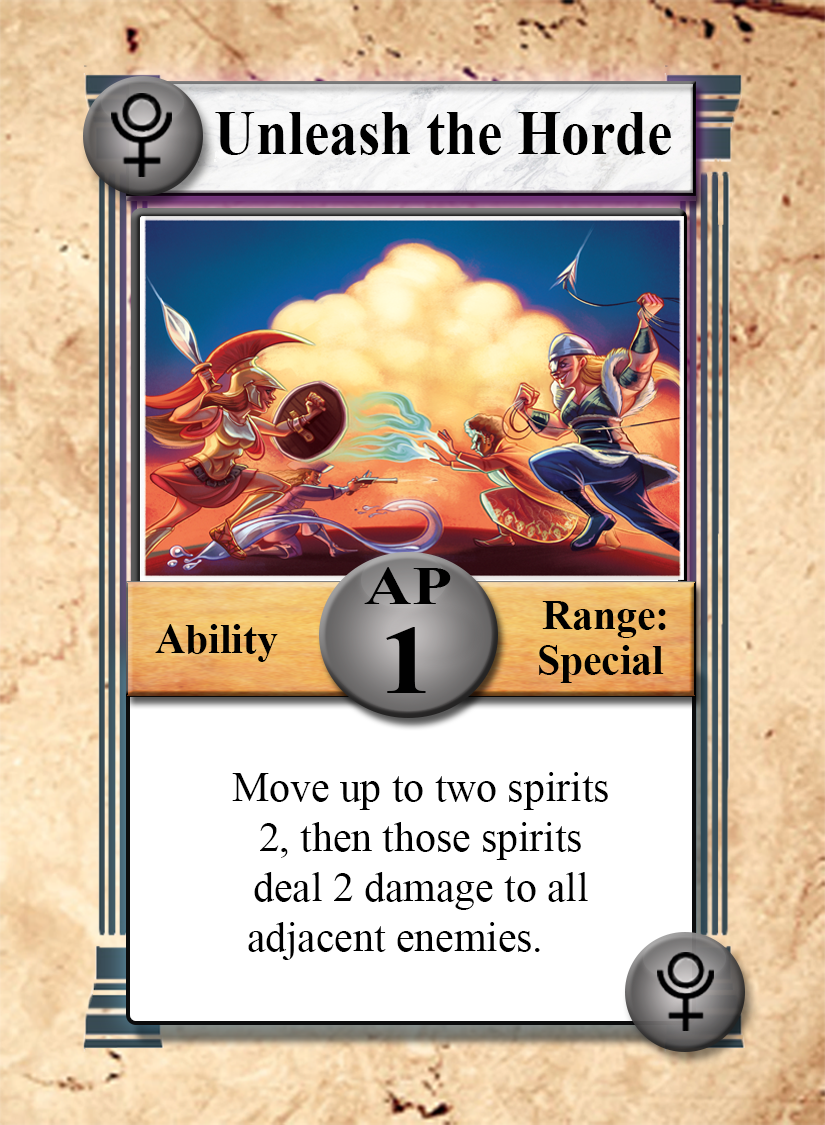 Unleash the Horde
AP
1
Ability
Range:
Special
Move up to two spirits
2, then those spirits
deal 2 damage to all
adjacent enemies.